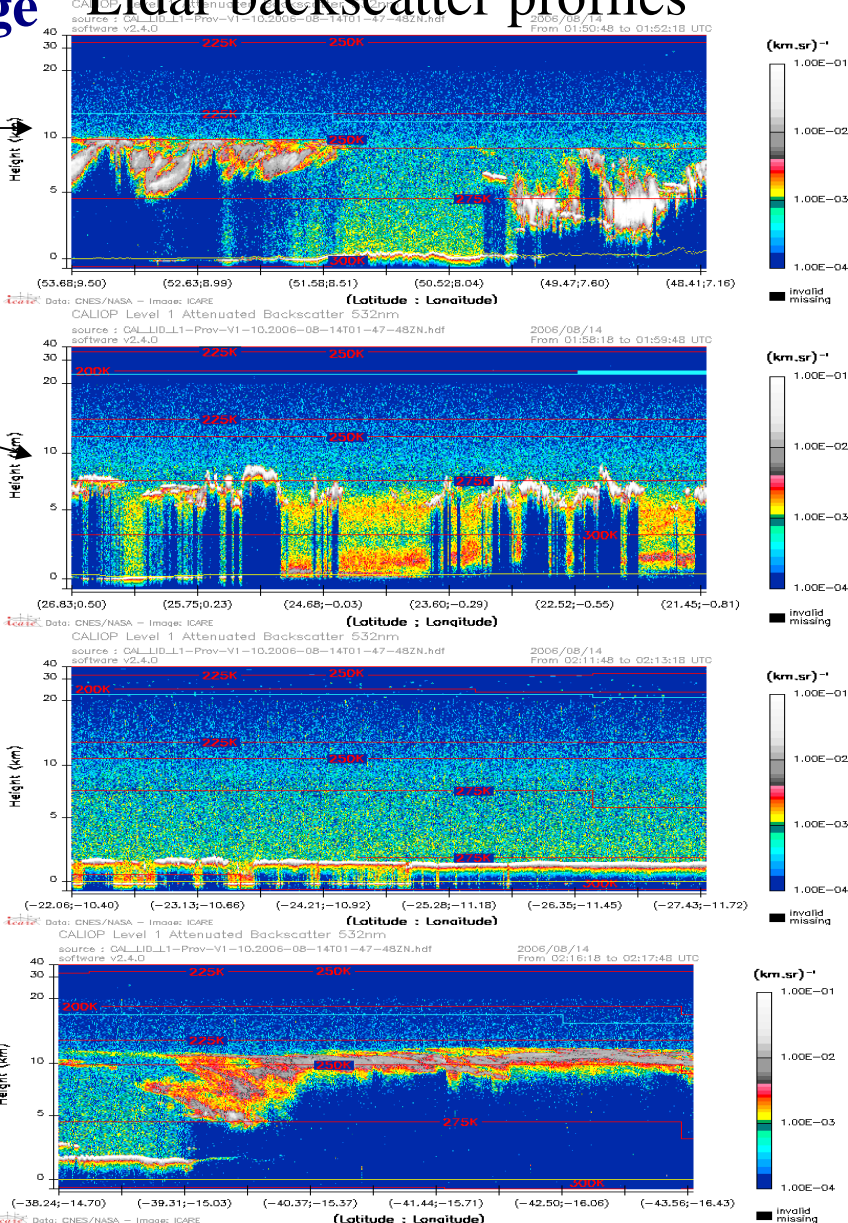 ge Lidar backscatter profiles
CALIOP Level 1 Attenuated Backscatter 532nm
source : CAL_LID_L1-Prov-V1-10.2006-08-14T01-47-48ZN.hdf 2006/08/14
software v2.4.0 From 01:50:48 to 01:52:18 UTC
40
30
20
10
5
0
Height (km)
225K 250K
225K
250K
275K
300K
(km.sr)⁻¹
1.00E-01
1.00E-02
1.00E-03
1.00E-04
invalid
missing
(53.68;9.50) (52.63;8.99) (51.58;8.51) (50.52;8.04) (49.47;7.60) (48.41;7.16)
Icare Data: CNES/NASA - Image: ICARE (Latitude : Longitude)
CALIOP Level 1 Attenuated Backscatter 532nm
source : CAL_LID_L1-Prov-V1-10.2006-08-14T01-47-48ZN.hdf 2006/08/14
software v2.4.0 From 01:58:18 to 01:59:48 UTC
40
30
20
10
5
0
Height (km)
225K 250K
200K
225K
250K
275K
300K
(km.sr)⁻¹
1.00E-01
1.00E-02
1.00E-03
1.00E-04
invalid
missing
(26.83;0.50) (25.75;0.23) (24.68;-0.03) (23.60;-0.29) (22.52;-0.55) (21.45;-0.81)
Icare Data: CNES/NASA - Image: ICARE (Latitude : Longitude)
CALIOP Level 1 Attenuated Backscatter 532nm
source : CAL_LID_L1-Prov-V1-10.2006-08-14T01-47-48ZN.hdf 2006/08/14
software v2.4.0 From 02:11:48 to 02:13:18 UTC
40
30
20
10
5
0
Height (km)
225K 250K
200K
225K
250K
275K
275K
300K
(km.sr)⁻¹
1.00E-01
1.00E-02
1.00E-03
1.00E-04
invalid
missing
(-22.06;-10.40) (-23.13;-10.66) (-24.21;-10.92) (-25.28;-11.18) (-26.35;-11.45) (-27.43;-11.72)
Icare Data: CNES/NASA - Image: ICARE (Latitude : Longitude)
CALIOP Level 1 Attenuated Backscatter 532nm
source : CAL_LID_L1-Prov-V1-10.2006-08-14T01-47-48ZN.hdf 2006/08/14
software v2.4.0 From 02:16:18 to 02:17:48 UTC
40
30
20
10
5
0
Height (km)
225K 250K
200K
225K
250K
275K
300K
(km.sr)⁻¹
1.00E-01
1.00E-02
1.00E-03
1.00E-04
invalid
missing
(-38.24;-14.70) (-39.31;-15.03) (-40.37;-15.37) (-41.44;-15.71) (-42.50;-16.06) (-43.56;-16.43)
Icare Data: CNES/NASA - Image: ICARE (Latitude : Longitude)